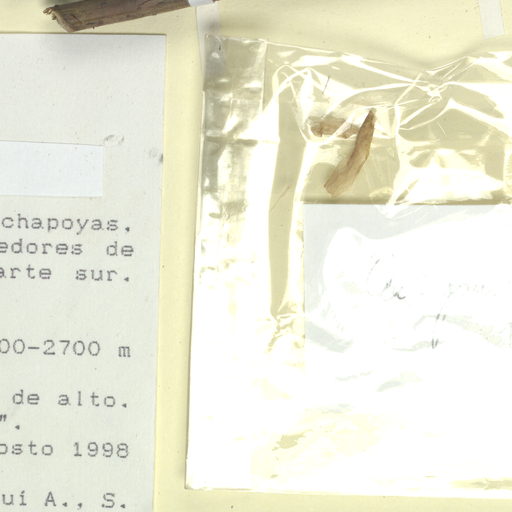 chapoyas.
edores de
arte sur.
00-2700 m
de alto.
".
osto 1998
uí A., S.